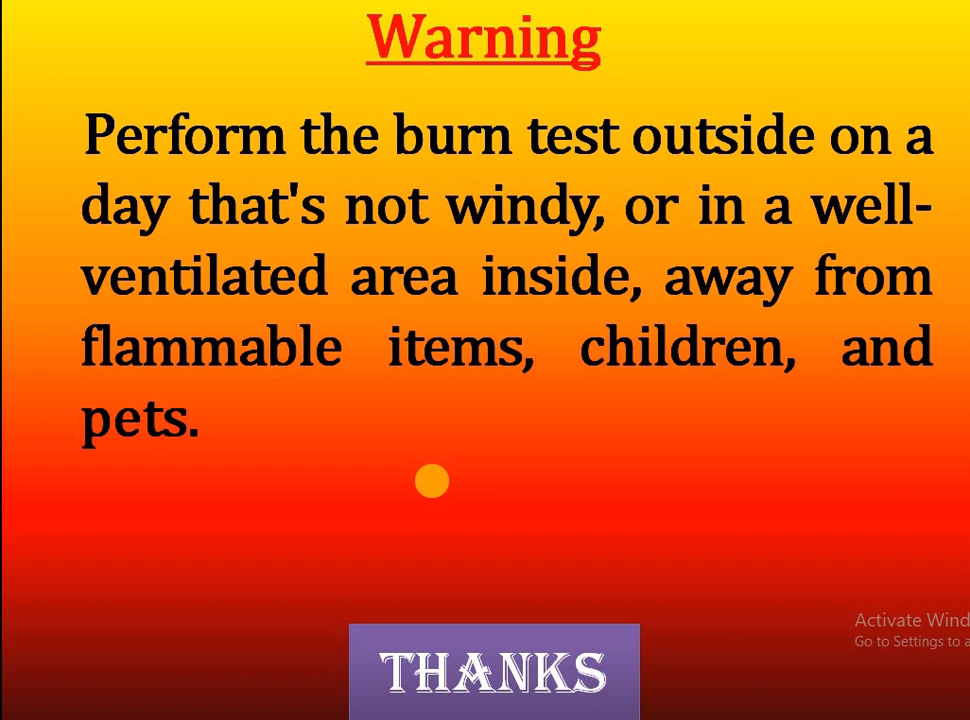 Warning
Perform the burn test outside on a
day that's not windy, or in a well-
ventilated area inside, away from
flammable items, children, and
pets.
Activate Wind
Go to Settings to a
THANKS